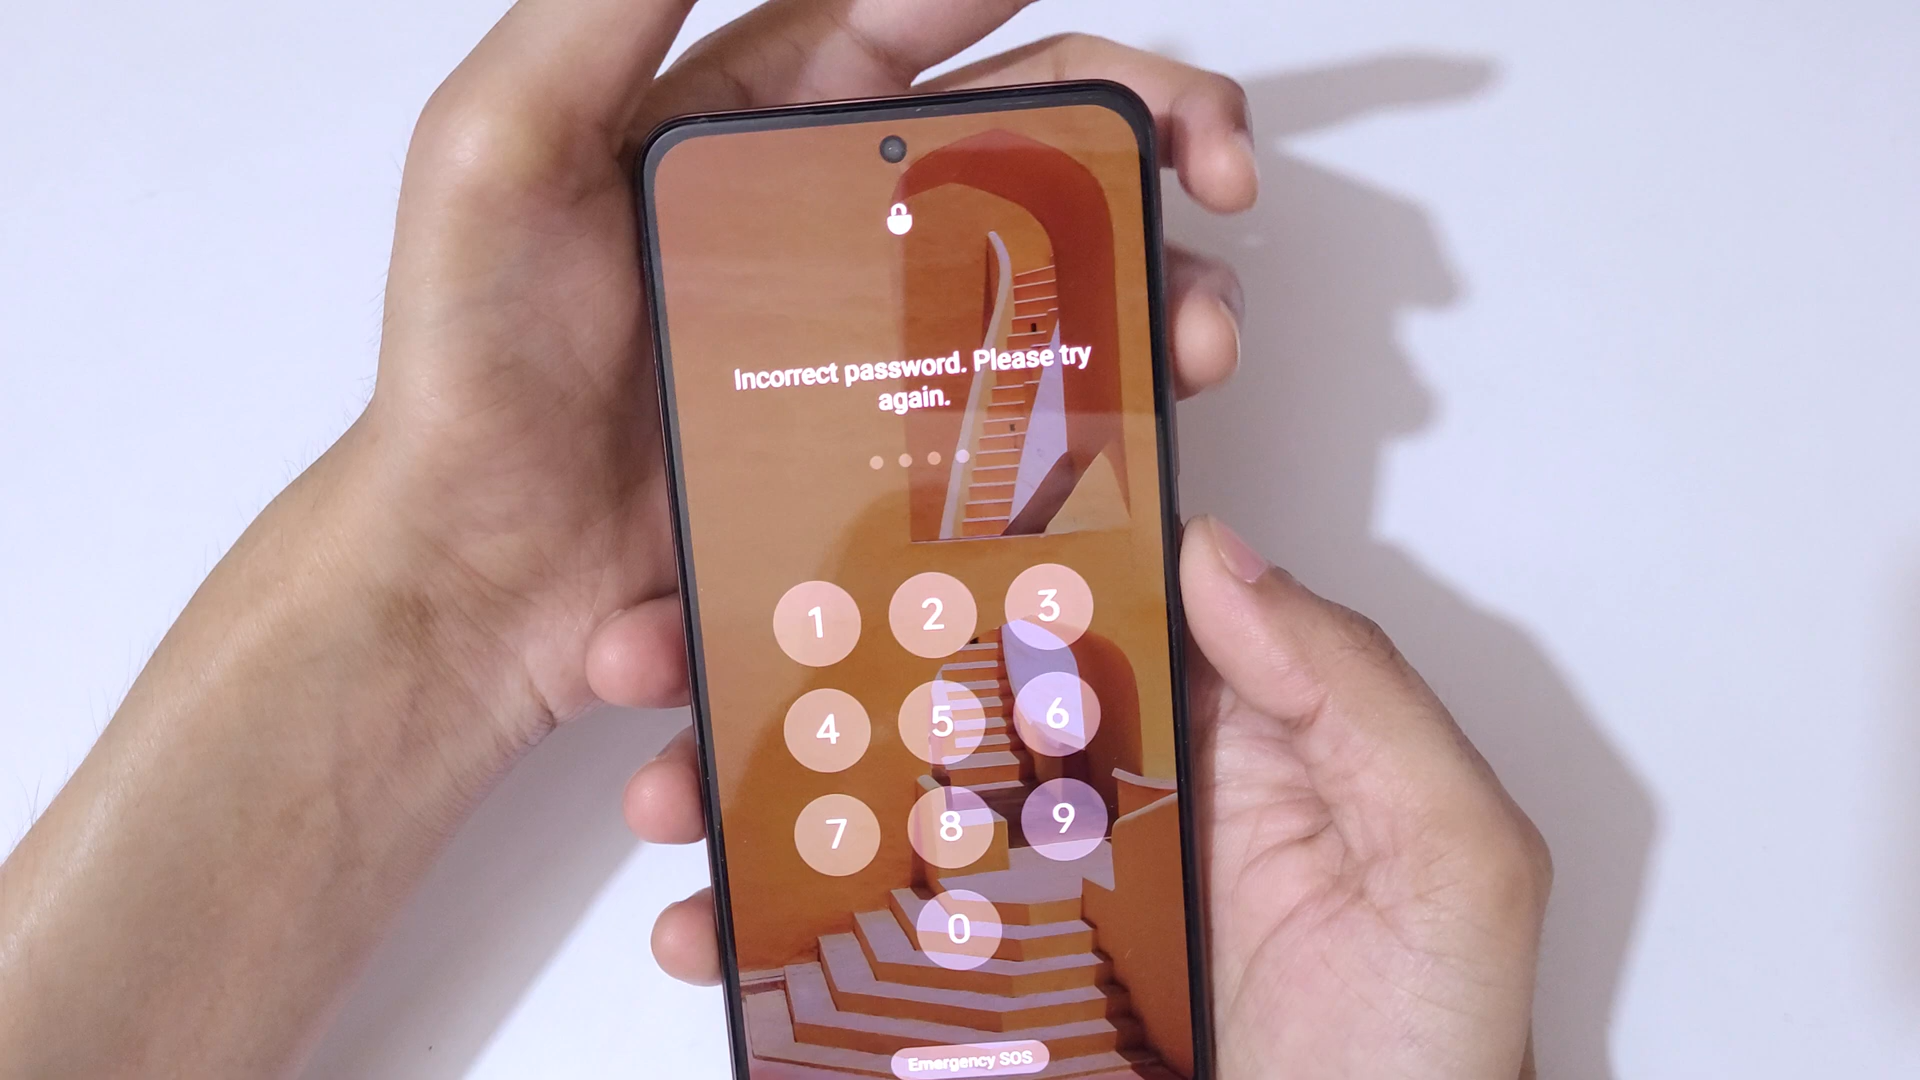 Incorrect password. Please try
again.
1 2 3
4 5 6
7 8 9
0
Emergency SOS